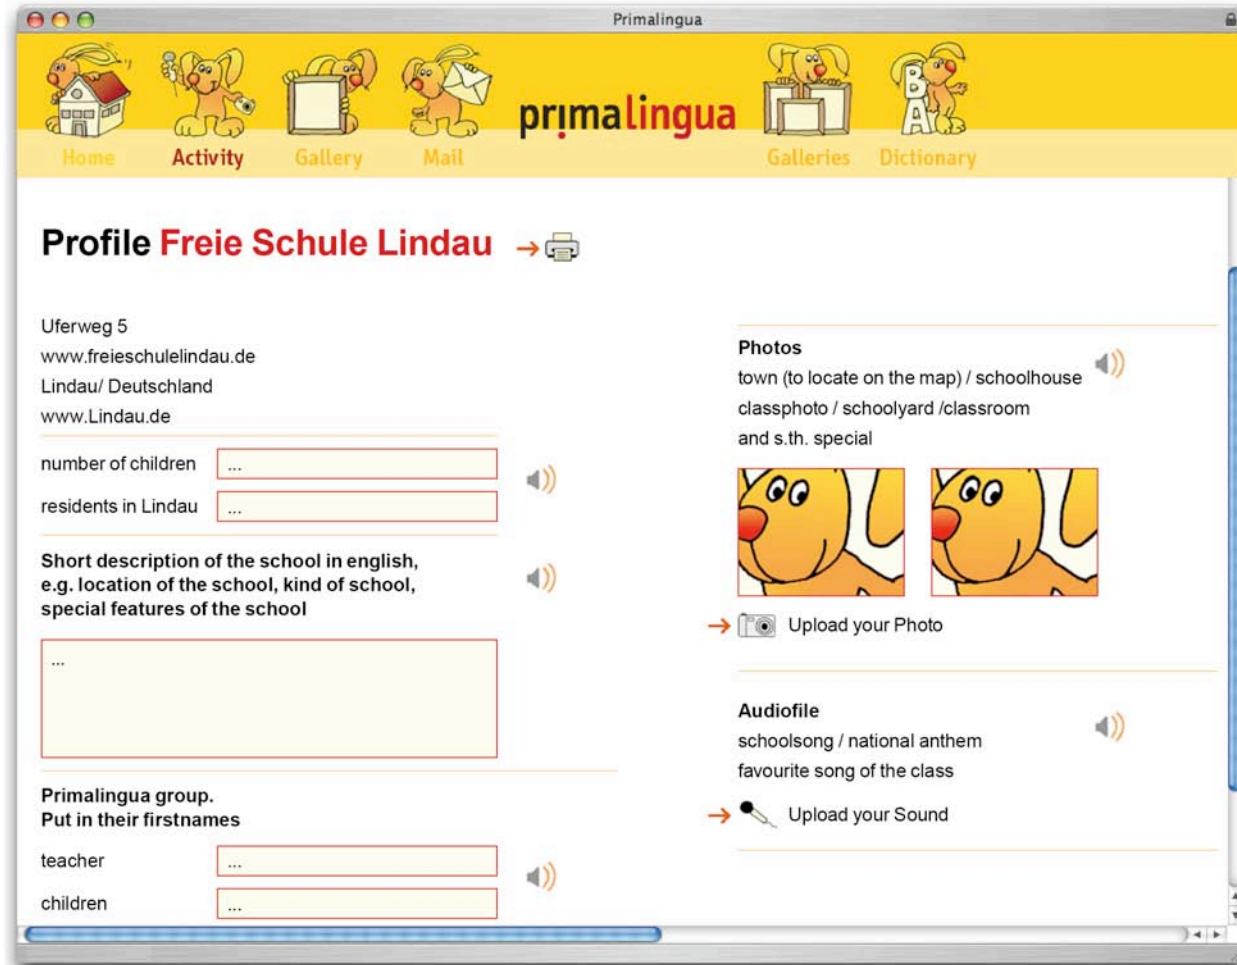 Primalingua
Home
Activity
Gallery
Mail
primalingua
Galleries
B
A
Dictionary
Profile Freie Schule Lindau
Uferweg 5
www.freieschulelindau.de
Lindau/ Deutschland
www.Lindau.de
number of children
...
residents in Lindau
...
Short description of the school in english,
e.g. location of the school, kind of school,
special features of the school
...
Primalingua group.
Put in their firstnames
teacher
...
children
...
Photos
town (to locate on the map) / schoolhouse
classphoto / schoolyard /classroom
and s.th. special
Upload your Photo
Audiofile
schoolsong / national anthem
favourite song of the class
Upload your Sound